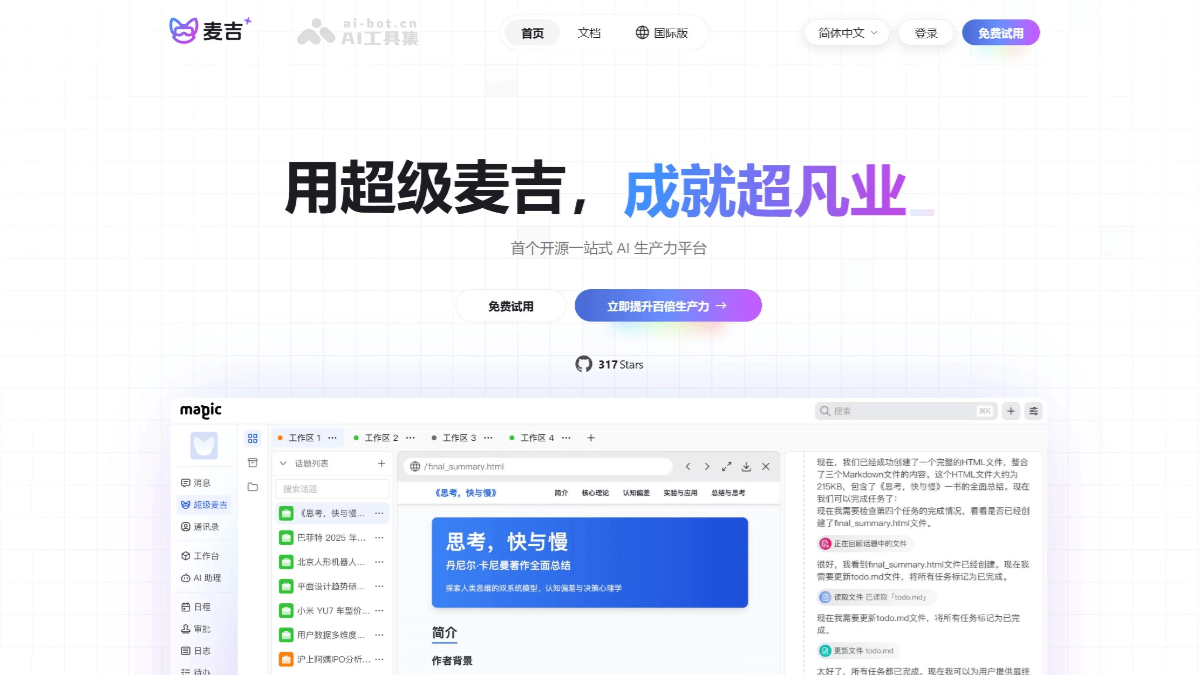 麦吉
ai-bot.cn
AI工具集
首页
文档
国际版
简体中文
登录
免费试用
用超级麦吉，成就超凡业_
首个开源一站式 AI 生产力平台
免费试用
立即提升百倍生产力 →
317 Stars
magic
搜索
⌘K
消息
超级麦吉
通讯录
工作台
AI 助理
日程
审批
日志
待办
工作区 1 ···
工作区 2 ···
工作区 3 ···
工作区 4 ···
话题列表
搜索话题
《思考，快与慢... ···
巴菲特 2025 年... ···
北京人形机器人... ···
平面设计趋势研... ···
小米 YU7 车型价... ···
用户数据多维度... ···
沪上阿姨IPO分析... ···
/final_summary.html
《思考，快与慢》
简介
核心理论
认知偏差
实验与应用
总结与思考
思考，快与慢
丹尼尔·卡尼曼著作全面总结
探索人类思维的双系统模型、认知偏差与决策心理学
简介
作者背景
现在，我们已经成功创建了一个完整的HTML文件，整合
了三个Markdown文件的内容。这个HTML文件大约为
215KB，包含了《思考，快与慢》一书的全面总结。现在
我们可以完成任务了：
现在我需要检查第四个任务的完成情况，看看是否已经创
建了final_summary.html文件。
正在回顾话题中的文件
很好，我看到final_summary.html文件已经创建。现在我
需要更新todo.md文件，将所有任务标记为已完成。
读取文件 已读取「todo.md」
现在我需要更新todo.md文件，将所有任务标记为已完
成。
更新文件 todo.md
太好了，所有任务都已完成。现在我可以为用户提供最终